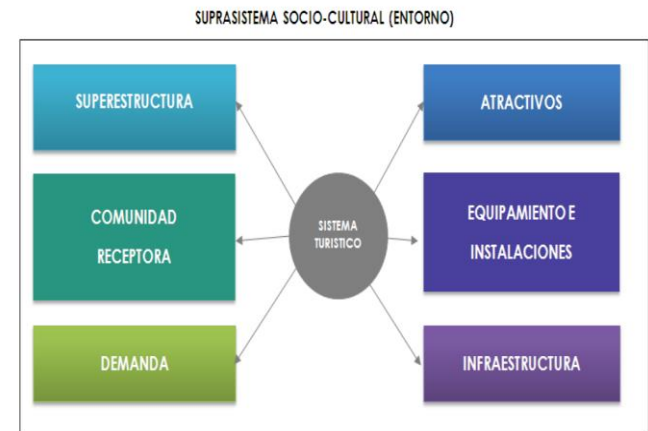 SUPRASISTEMA SOCIO-CULTURAL (ENTORNO)
SUPERESTRUCTURA
ATRACTIVOS
COMUNIDAD
RECEPTORA
SISTEMA
TURISTICO
EQUIPAMIENTO E
INSTALACIONES
DEMANDA
INFRAESTRUCTURA